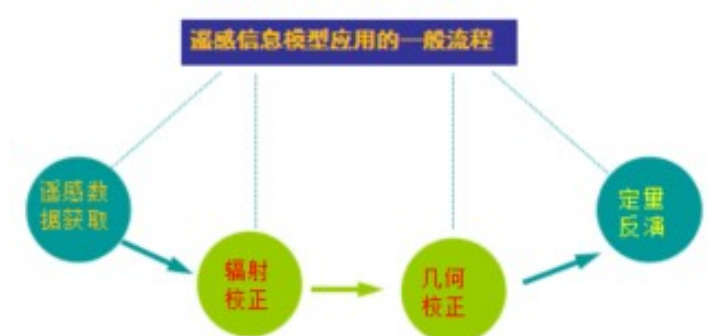 遥感信息模型应用的一般流程
遥感数
据获取
辐射
校正
几何
校正
定量
反演